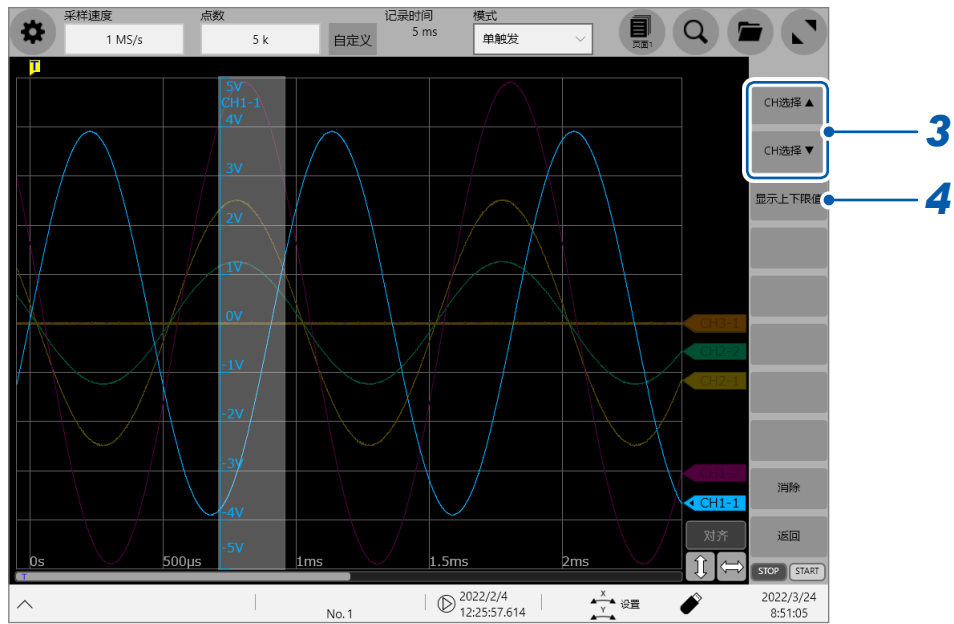 采样速度 点数 记录时间 模式
1 MS/s 5 k 自定义 5 ms 单触发
页面1
T
5V
CH1-1
4V
3V
2V
1V
0V
-1V
-2V
-3V
-4V
-5V
0s 500µs 1ms 1.5ms 2ms
T
CH3-1
CH2-2
CH2-1
CH1-2
CH1-1
对齐
CH选择▲
CH选择▼
3
显示上下限值
4
消除
返回
STOP START
No. 1
2022/2/4
12:25:57.614
X
Y
设置
2022/3/24
8:51:05